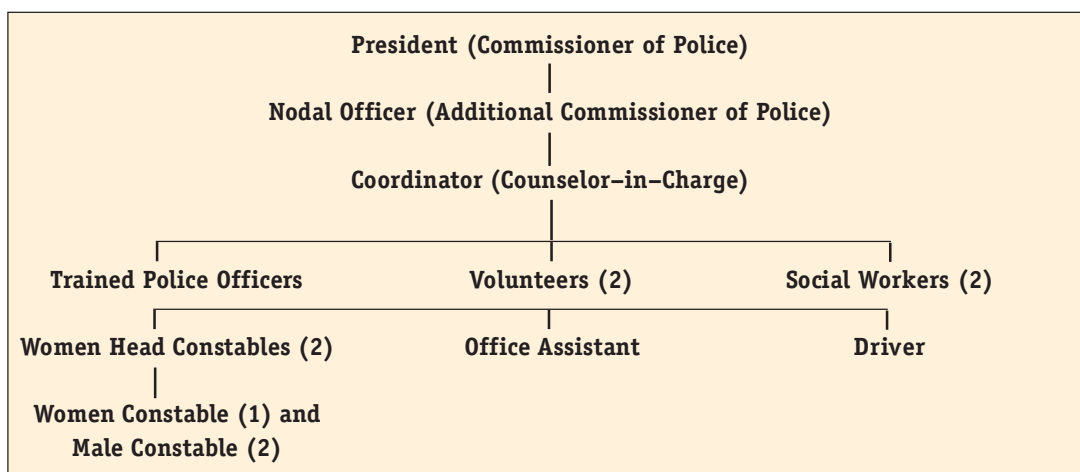 President (Commissioner of Police)
Nodal Officer (Additional Commissioner of Police)
Coordinator (Counselor–in–Charge)
Trained Police Officers
Volunteers (2)
Social Workers (2)
Women Head Constables (2)
Office Assistant
Driver
Women Constable (1) and
Male Constable (2)